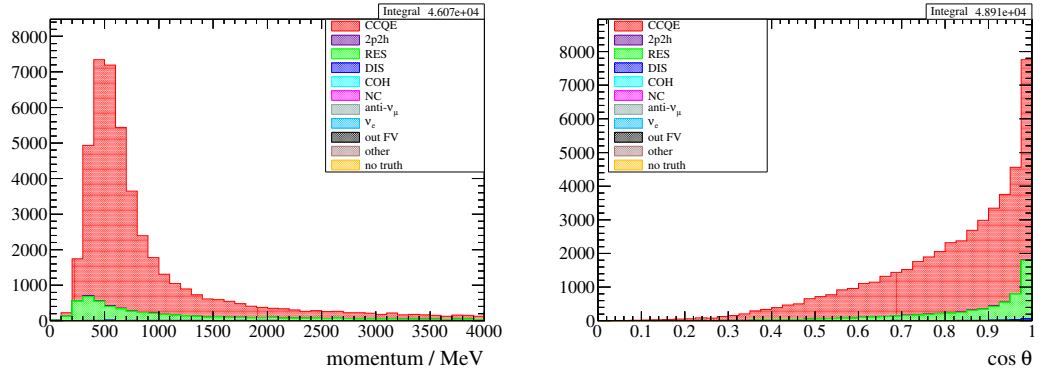 Integral 4.607e+04
CCQE
2p2h
RES
DIS
COH
NC
anti-νμ
νe
out FV
other
no truth
8000
7000
6000
5000
4000
3000
2000
1000
0
0 500 1000 1500 2000 2500 3000 3500 4000
momentum / MeV
Integral 4.891e+04
CCQE
2p2h
RES
DIS
COH
NC
anti-νμ
νe
out FV
other
no truth
8000
7000
6000
5000
4000
3000
2000
1000
0
0 0.1 0.2 0.3 0.4 0.5 0.6 0.7 0.8 0.9 1
cos θ